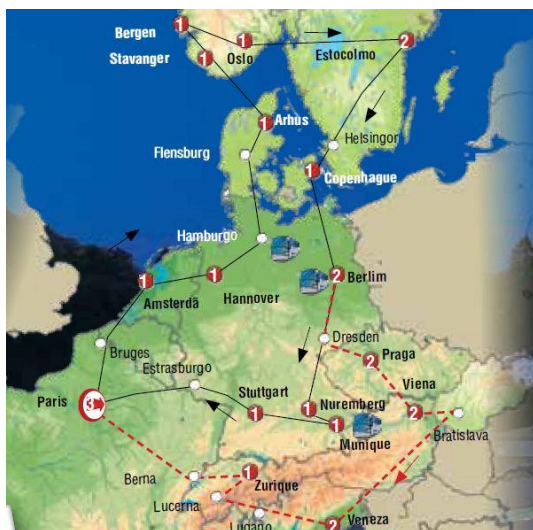 Bergen
1
1
Oslo
Estocolmo
2
Stavanger
1
1
Arhus
Helsingor
Flensburg
1
Copenhague
Hamburgo
1
Amsterdã
1
Hannover
2
Berlim
Bruges
Dresden
Estrasburgo
2
Praga
Paris
3
Stuttgart
1
1
Nuremberg
Viena
2
1
Munique
Bratislava
Berna
1
Zurique
Lucerna
Lugano
2
Veneza